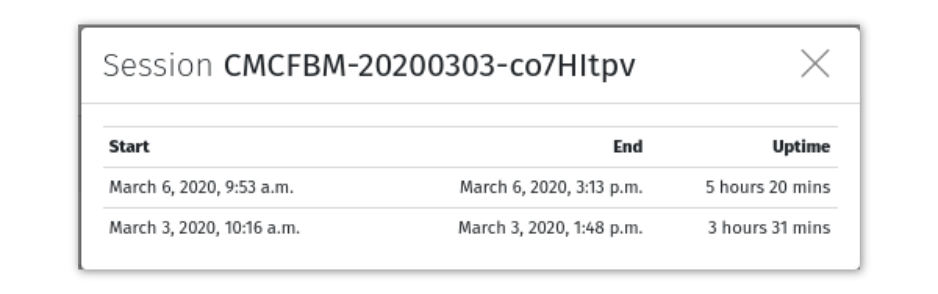 Session CMCFBM-20200303-co7HItpv
Start End Uptime
March 6, 2020, 9:53 a.m. March 6, 2020, 3:13 p.m. 5 hours 20 mins
March 3, 2020, 10:16 a.m. March 3, 2020, 1:48 p.m. 3 hours 31 mins